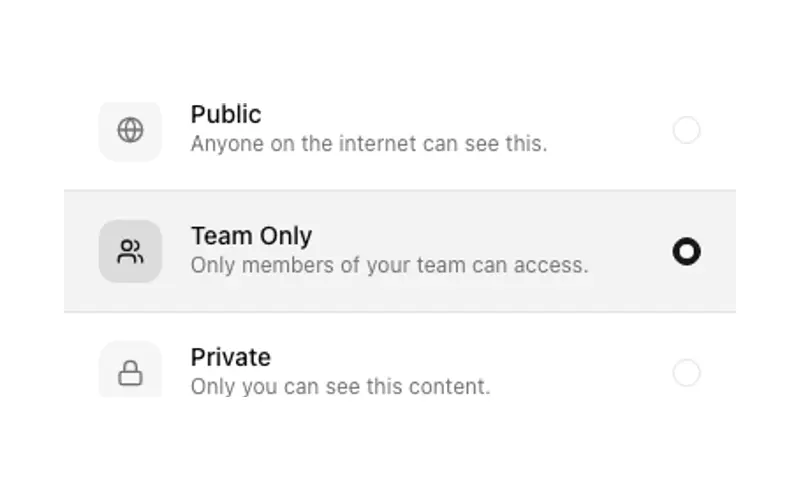 Public
Anyone on the internet can see this.
Team Only
Only members of your team can access.
Private
Only you can see this content.